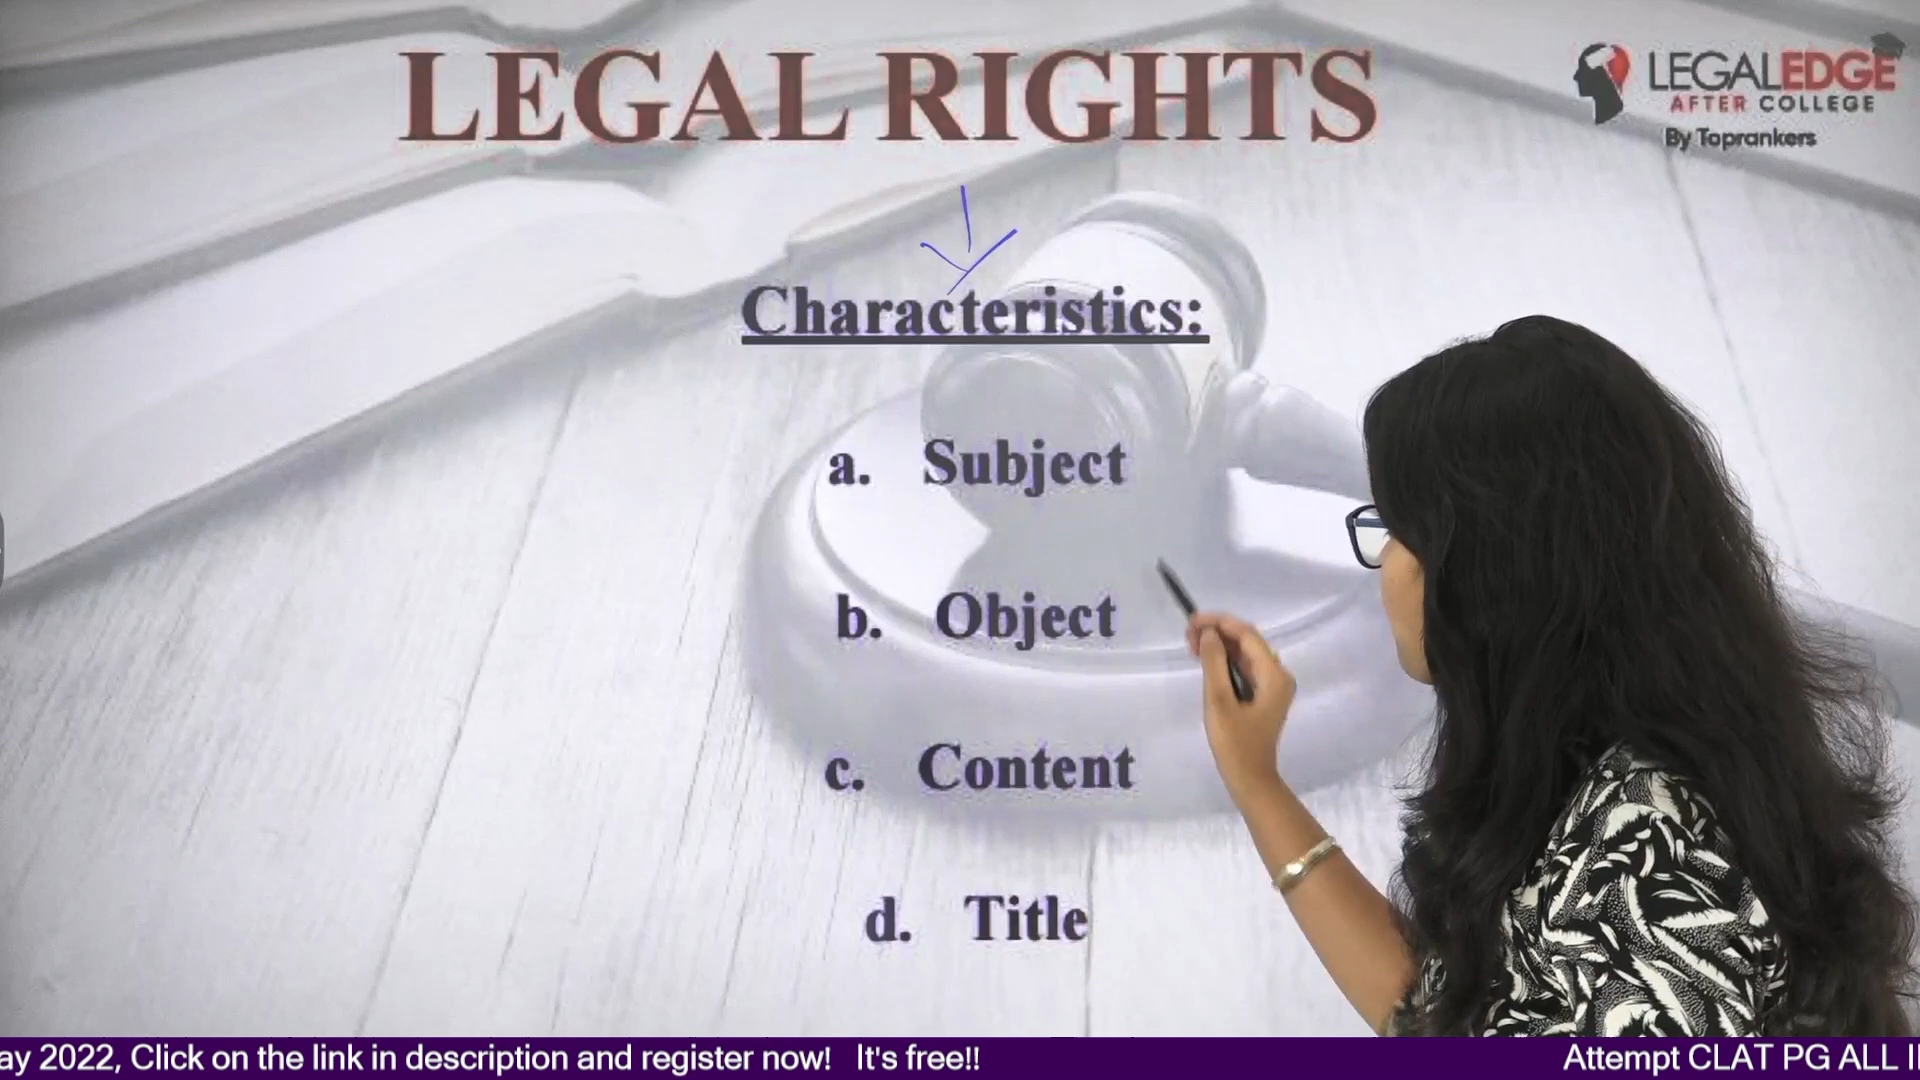 LEGAL RIGHTS
LEGALEDGE
AFTER COLLEGE
By Toprankers
Characteristics:
a. Subject
b. Object
c. Content
d. Title
2022, Click on the link in description and register now! It's free!!
Attempt CLAT PG ALL